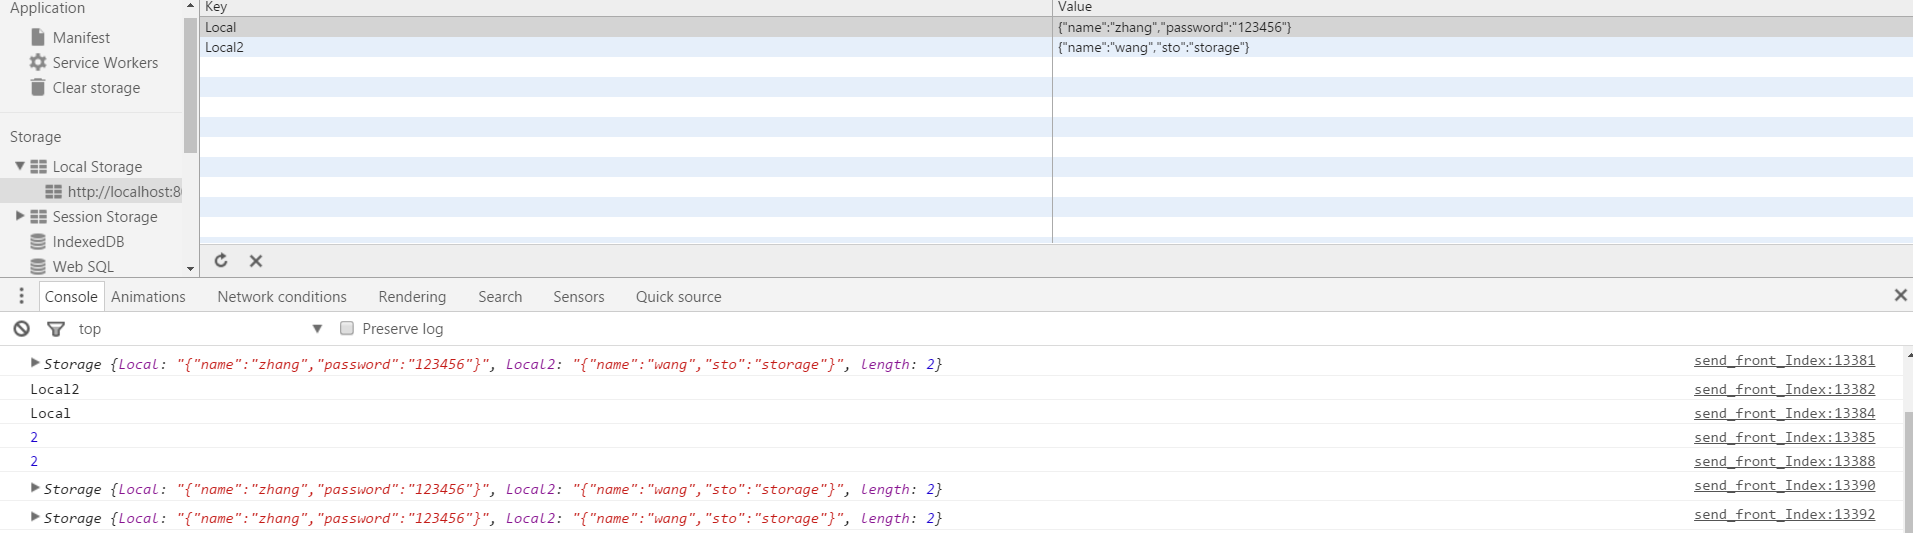 Application
Manifest
Service Workers
Clear storage
Storage
Local Storage
http://localhost:8
Session Storage
IndexedDB
Web SQL
Key Value
Local {"name":"zhang","password":"123456"}
Local2 {"name":"wang","sto":"storage"}
Console Animations Network conditions Rendering Search Sensors Quick source
top Preserve log
Storage {Local: "{"name":"zhang","password":"123456"}", Local2: "{"name":"wang","sto":"storage"}", length: 2} send_front_Index:13381
Local2 send_front_Index:13382
Local send_front_Index:13384
2 send_front_Index:13385
2 send_front_Index:13388
Storage {Local: "{"name":"zhang","password":"123456"}", Local2: "{"name":"wang","sto":"storage"}", length: 2} send_front_Index:13390
Storage {Local: "{"name":"zhang","password":"123456"}", Local2: "{"name":"wang","sto":"storage"}", length: 2} send_front_Index:13392